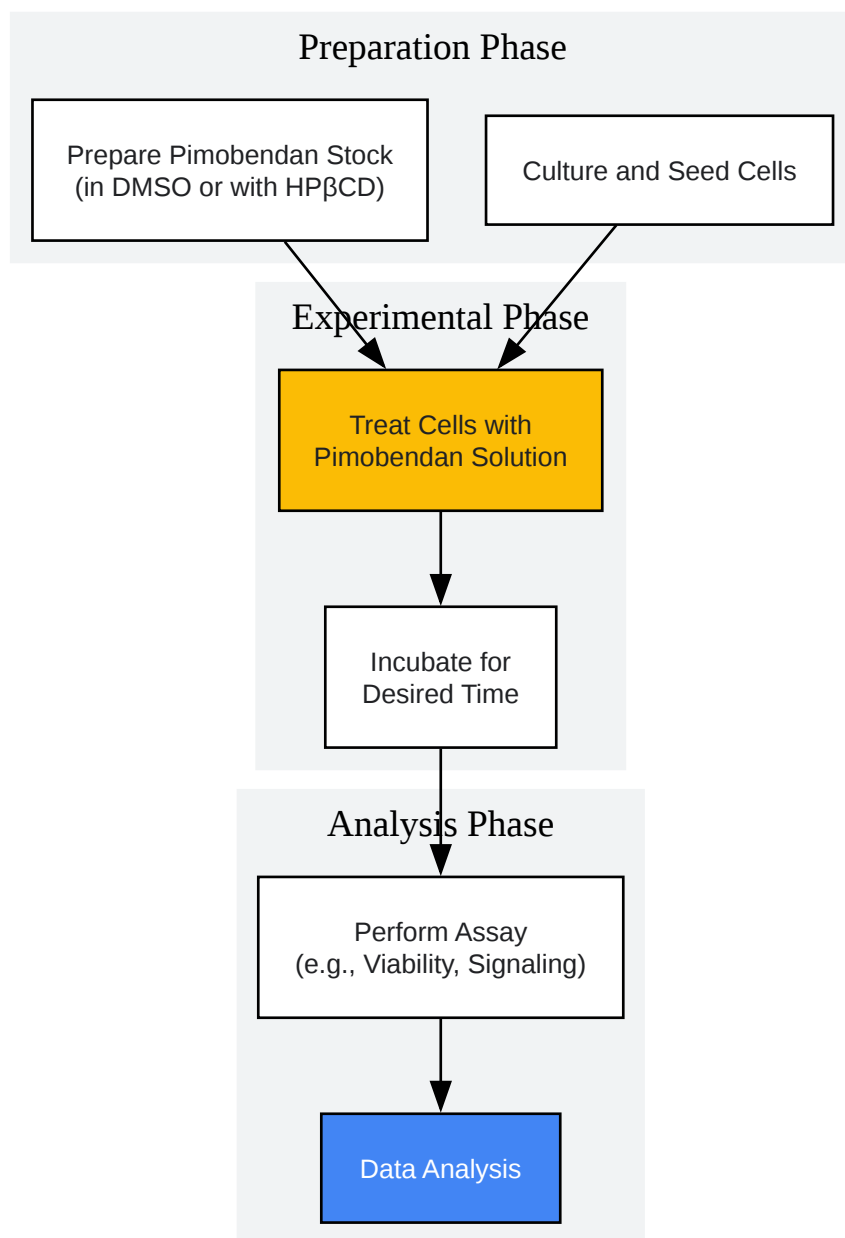 Preparation Phase
Prepare Pimobendan Stock
(in DMSO or with HPβCD)
Culture and Seed Cells
Experimental Phase
Treat Cells with
Pimobendan Solution
Incubate for
Desired Time
Analysis Phase
Perform Assay
(e.g., Viability, Signaling)
Data Analysis